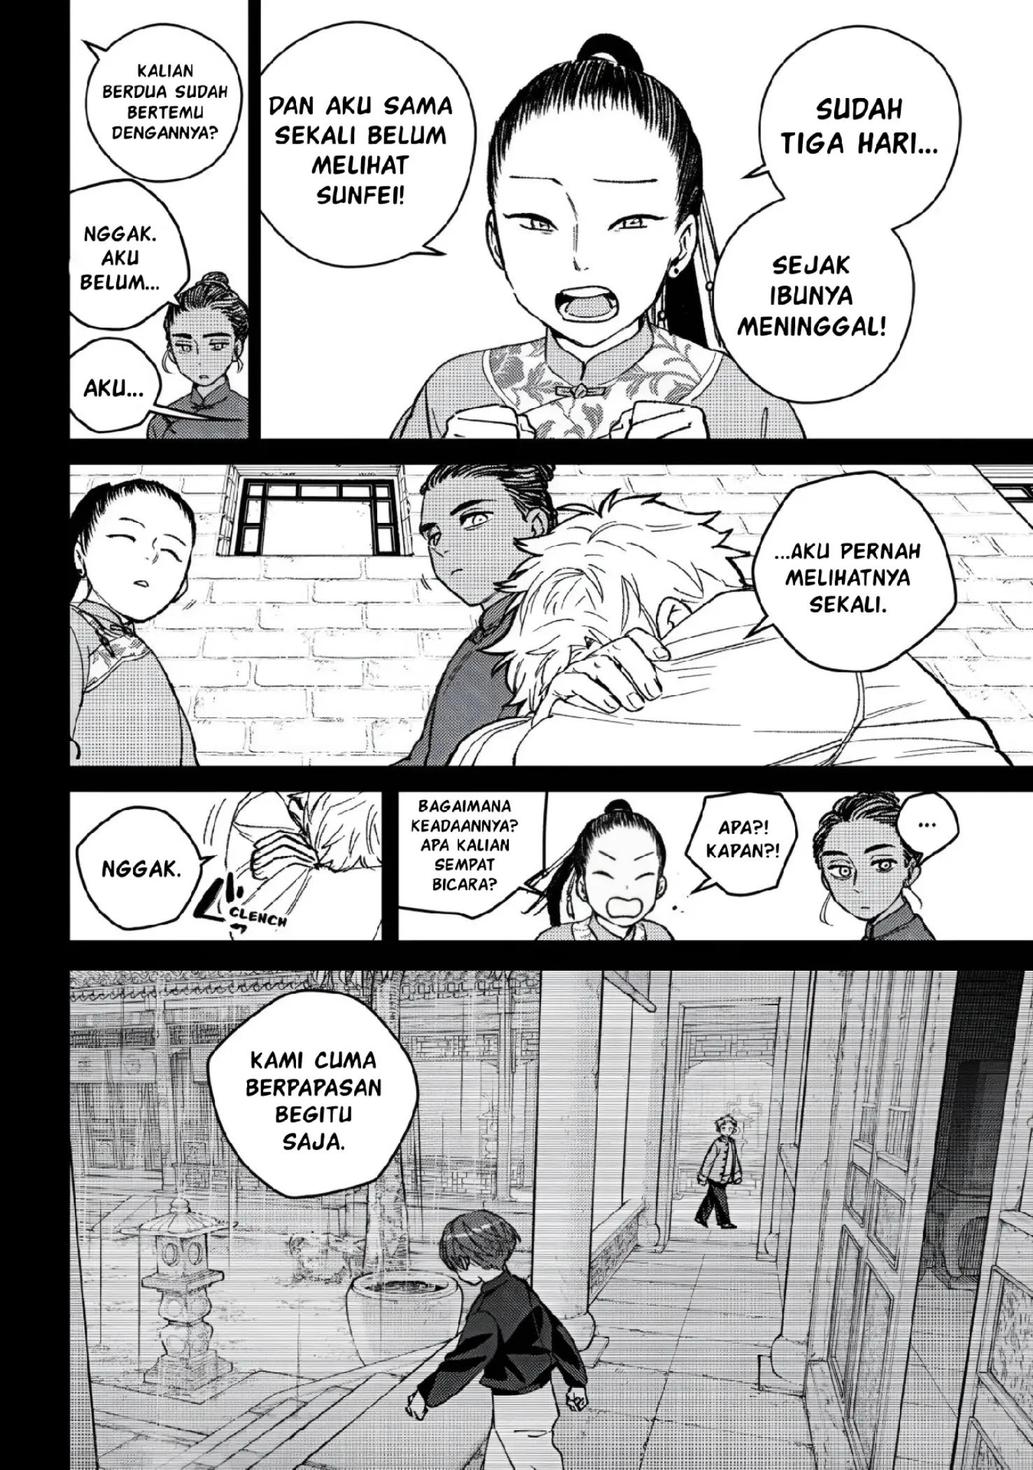 SUDAH
TIGA HARI...
SEJAK
IBUNYA
MENINGGAL!
DAN AKU SAMA
SEKALI BELUM
MELIHAT
SUNFEI!
KALIAN
BERDUA SUDAH
BERTEMU
DENGANNYA?
NGGAK.
AKU
BELUM...
AKU...
...AKU PERNAH
MELIHATNYA
SEKALI.
...
APA?!
KAPAN?!
BAGAIMANA
KEADAANNYA?
APA KALIAN
SEMPAT
BICARA?
NGGAK.
CLENCH
KAMI CUMA
BERPAPASAN
BEGITU
SAJA.